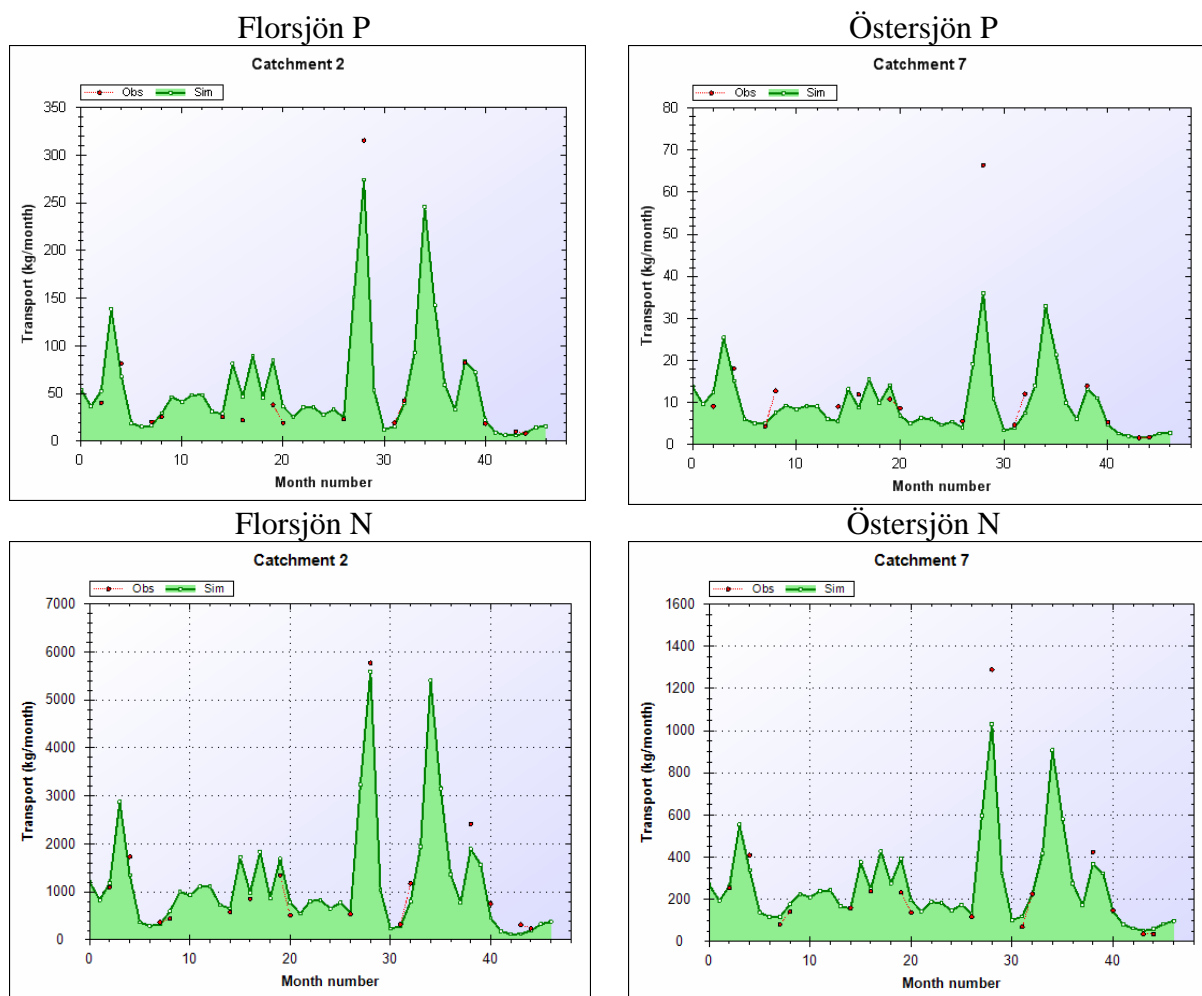 Florsjön P
Catchment 2
Obs Sim
350
300
250
200
150
100
50
0
Transport (kg/month)
0 10 20 30 40
Month number
Östersjön P
Catchment 7
Obs Sim
80
70
60
50
40
30
20
10
0
Transport (kg/month)
0 10 20 30 40
Month number
Florsjön N
Catchment 2
Obs Sim
7000
6000
5000
4000
3000
2000
1000
0
Transport (kg/month)
0 10 20 30 40
Month number
Östersjön N
Catchment 7
Obs Sim
1600
1400
1200
1000
800
600
400
200
0
Transport (kg/month)
0 10 20 30 40
Month number